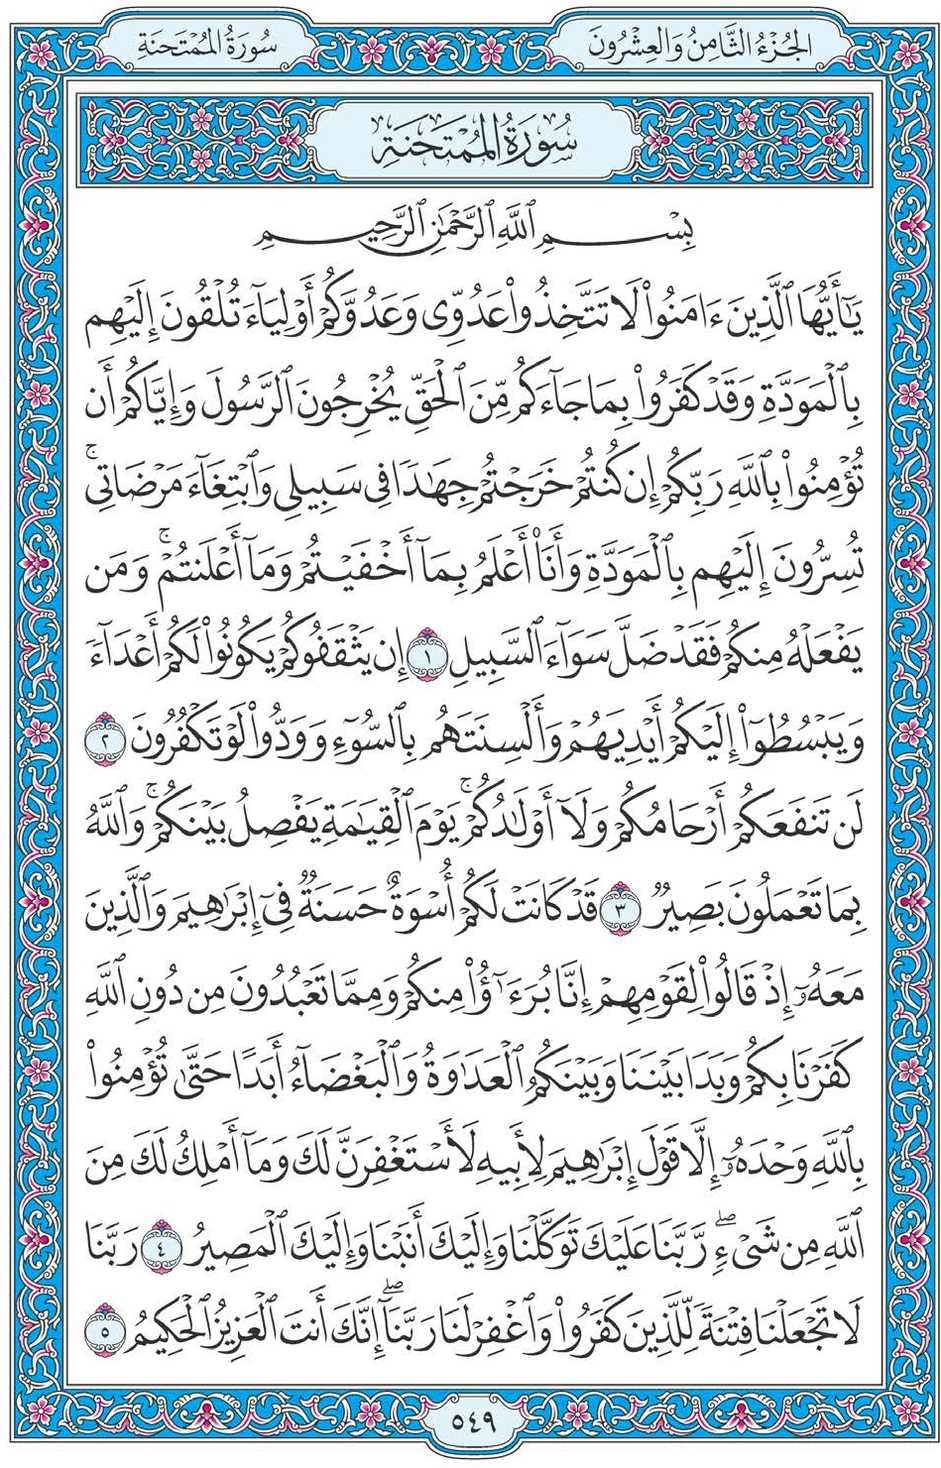 سُورَةُ المُمْتَحنَةِ
الجُزْءُ الثَّامِنُ وَالعِشْرُونَ
سُورَةُ المُمْتَحنَةِ
بِسْمِ ٱللَّهِ ٱلرَّحْمَٰنِ ٱلرَّحِيمِ
يَٰٓأَيُّهَا ٱلَّذِينَ ءَامَنُوا۟ لَا تَتَّخِذُوا۟ عَدُوِّى وَعَدُوَّكُمْ أَوْلِيَآءَ تُلْقُونَ إِلَيْهِم
بِٱلْمَوَدَّةِ وَقَدْ كَفَرُوا۟ بِمَا جَآءَكُم مِّنَ ٱلْحَقِّ يُخْرِجُونَ ٱلرَّسُولَ وَإِيَّاكُمْ أَن
تُؤْمِنُوا۟ بِٱللَّهِ رَبِّكُمْ إِن كُنتُمْ خَرَجْتُمْ جِهَٰدًا فِى سَبِيلِى وَٱبْتِغَآءَ مَرْضَاتِى ۚ
تُسِرُّونَ إِلَيْهِم بِٱلْمَوَدَّةِ وَأَنَا۠ أَعْلَمُ بِمَآ أَخْفَيْتُمْ وَمَآ أَعْلَنتُمْ ۚ وَمَن
يَفْعَلْهُ مِنكُمْ فَقَدْ ضَلَّ سَوَآءَ ٱلسَّبِيلِ ١ إِن يَثْقَفُوكُمْ يَكُونُوا۟ لَكُمْ أَعْدَآءً
وَيَبْسُطُوٓا۟ إِلَيْكُمْ أَيْدِيَهُمْ وَأَلْسِنَتَهُم بِٱلسُّوٓءِ وَوَدُّوا۟ لَوْ تَكْفُرُونَ ٢
لَن تَنفَعَكُمْ أَرْحَامُكُمْ وَلَآ أَوْلَٰدُكُمْ ۚ يَوْمَ ٱلْقِيَٰمَةِ يَفْصِلُ بَيْنَكُمْ ۚ وَٱللَّهُ
بِمَا تَعْمَلُونَ بَصِيرٌ ٣ قَدْ كَانَتْ لَكُمْ أُسْوَةٌ حَسَنَةٌ فِىٓ إِبْرَٰهِيمَ وَٱلَّذِينَ
مَعَهُۥٓ إِذْ قَالُوا۟ لِقَوْمِهِمْ إِنَّا بُرَءَٰٓؤُا۟ مِنكُمْ وَمِمَّا تَعْبُدُونَ مِن دُونِ ٱللَّهِ
كَفَرْنَا بِكُمْ وَبَدَا بَيْنَنَا وَبَيْنَكُمُ ٱلْعَدَٰوَةُ وَٱلْبَغْضَآءُ أَبَدًا حَتَّىٰ تُؤْمِنُوا۟
بِٱللَّهِ وَحْدَهُۥٓ إِلَّا قَوْلَ إِبْرَٰهِيمَ لِأَبِيهِ لَأَسْتَغْفِرَنَّ لَكَ وَمَآ أَمْلِكُ لَكَ مِنَ
ٱللَّهِ مِن شَىْءٍ ۖ رَّبَّنَا عَلَيْكَ تَوَكَّلْنَا وَإِلَيْكَ أَنَبْنَا وَإِلَيْكَ ٱلْمَصِيرُ ٤ رَبَّنَا
لَا تَجْعَلْنَا فِتْنَةً لِّلَّذِينَ كَفَرُوا۟ وَٱغْفِرْ لَنَا رَبَّنَآ ۖ إِنَّكَ أَنتَ ٱلْعَزِيزُ ٱلْحَكِيمُ ٥
٥٤٩